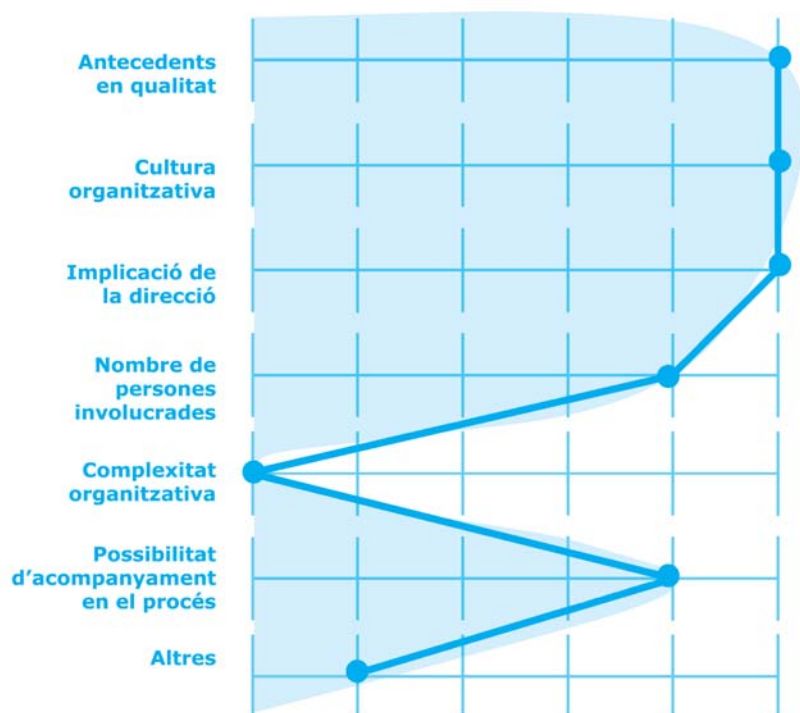 Antecedents
en qualitat
Cultura
organitzativa
Implicació de
la direcció
Nombre de
persones
involucrades
Complexitat
organitzativa
Possibilitat
d'acompanyament
en el procés
Altres